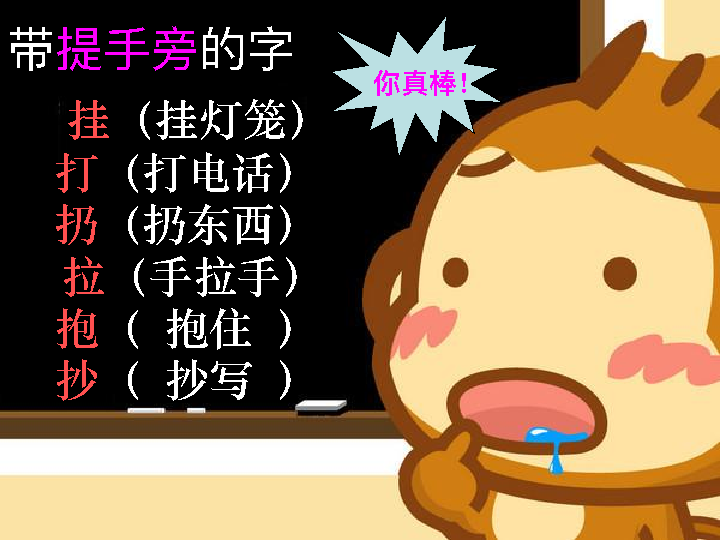 带提手旁的字
你真棒!
挂(挂灯笼)
打(打电话)
扔(扔东西)
拉(手拉手)
抱( 抱住 )
抄( 抄写 )